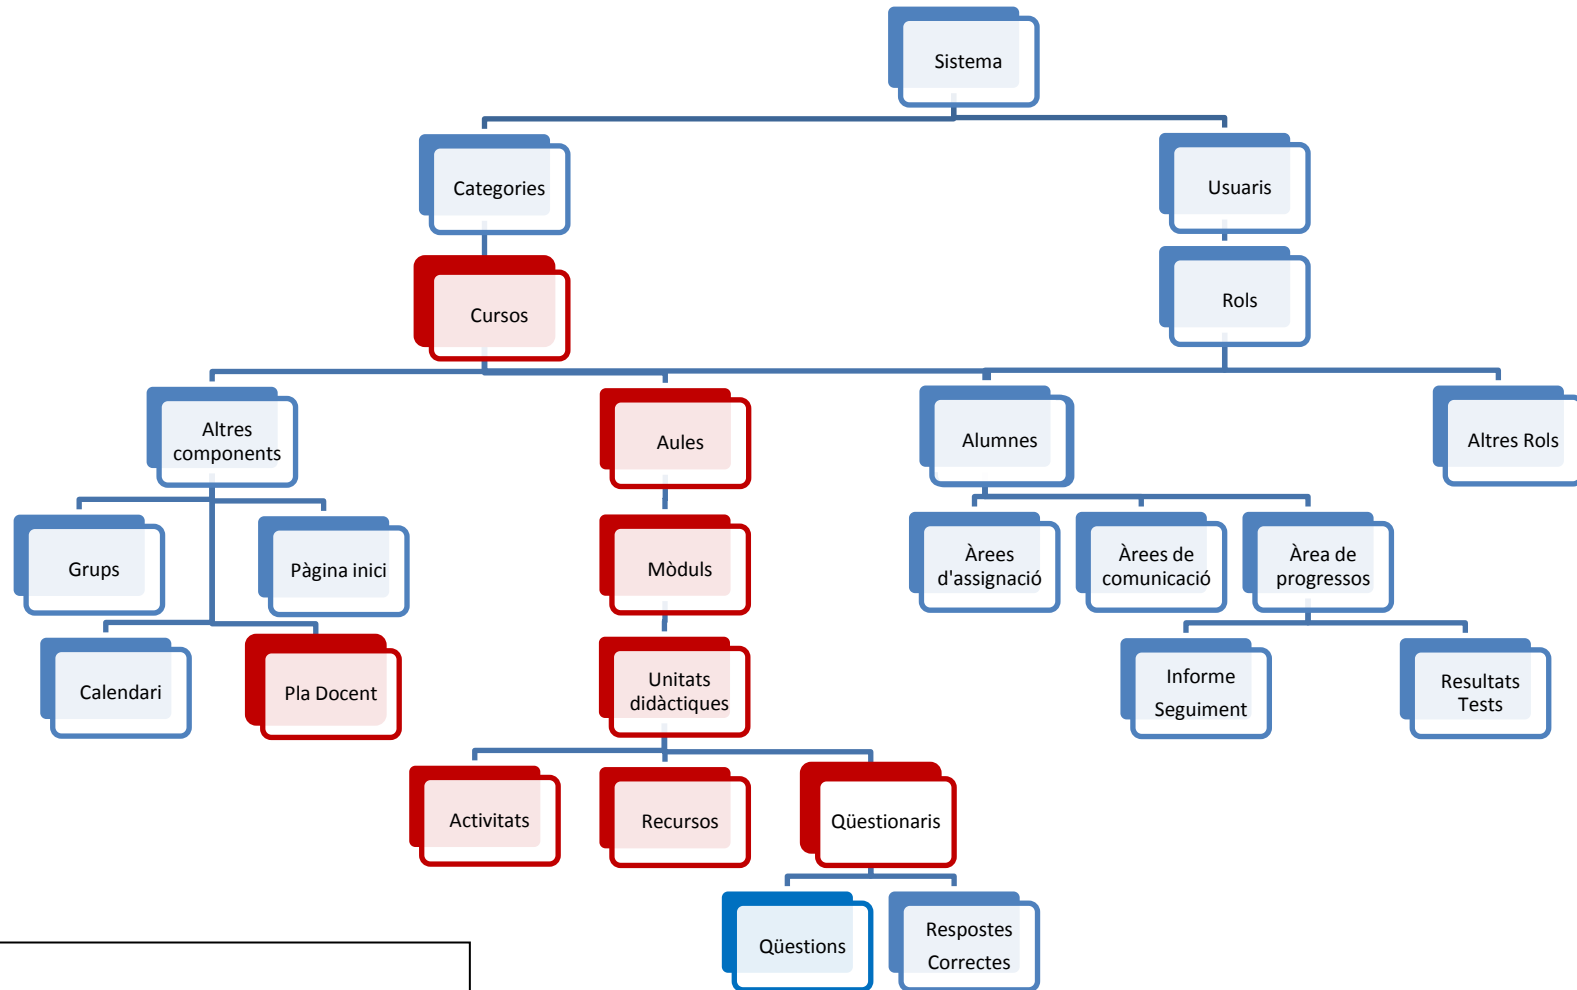 Sistema
Categories
Usuaris
Cursos
Rols
Altres
components
Aules
Alumnes
Altres Rols
Grups
Pàgina inici
Mòduls
Àrees
d'assignació
Àrees de
comunicació
Àrea de
progressos
Calendari
Pla Docent
Unitats
didàctiques
Informe
Seguiment
Resultats
Tests
Activitats
Recursos
Qüestionaris
Qüestions
Respostes
Correctes